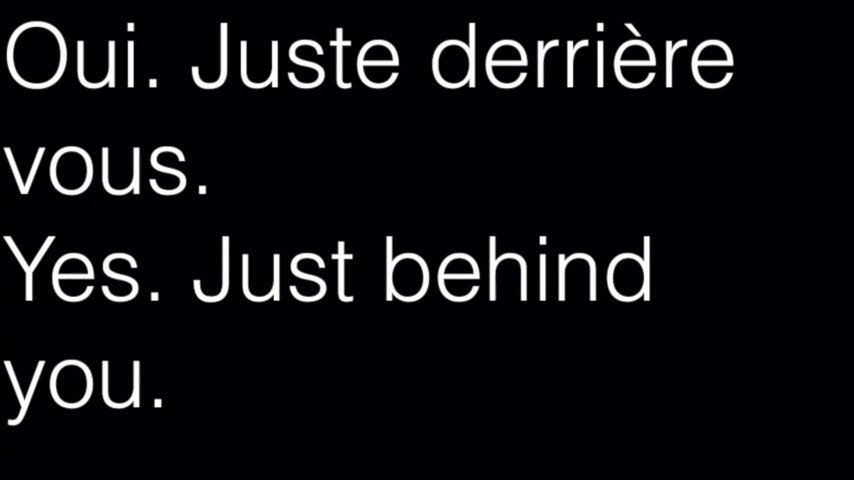 Oui. Juste derrière
vous.
Yes. Just behind
you.